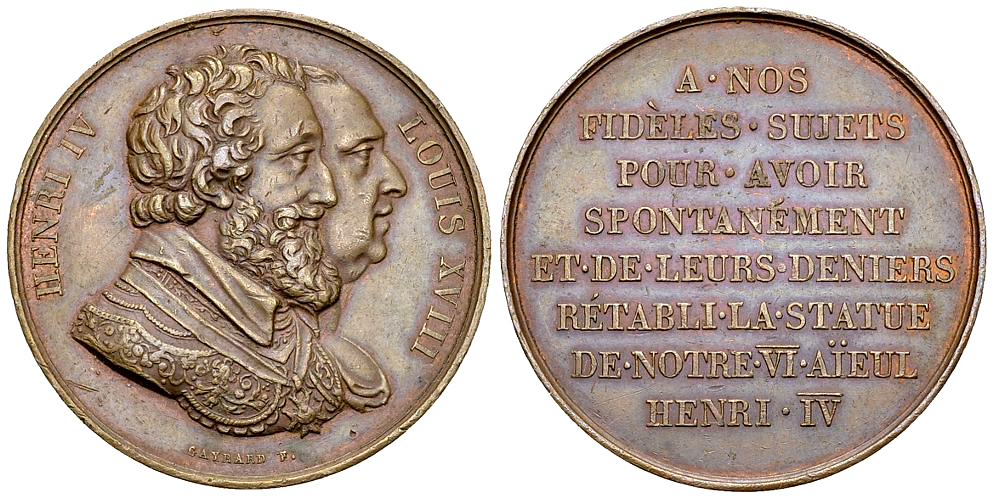 HENRI IV
LOUIS XVIII
GAYRARD F.
A · NOS
FIDÈLES · SUJETS
POUR · AVOIR
SPONTANÉMENT
ET · DE · LEURS · DENIERS
RÉTABLI · LA · STATUE
DE · NOTRE · VI · AÏEUL
HENRI · IV